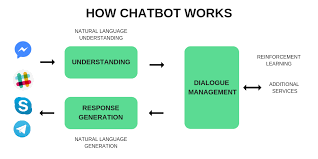 HOW CHATBOT WORKS
NATURAL LANGUAGE
UNDERSTANDING
UNDERSTANDING
DIALOGUE
MANAGEMENT
REINFORCEMENT
LEARNING
ADDITIONAL
SERVICES
RESPONSE
GENERATION
NATURAL LANGUAGE
GENERATION